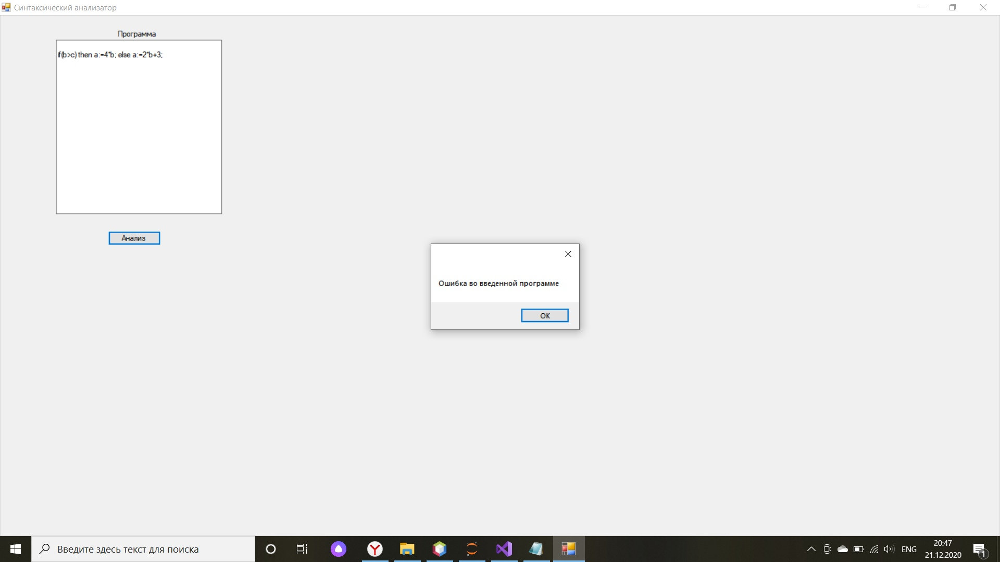 Синтаксический анализатор
Программа
if(b>c) then a:=4*b; else a:=2*b+3;
Анализ
Ошибка во введенной программе
OK
Введите здесь текст для поиска
ENG
20:47
21.12.2020
1